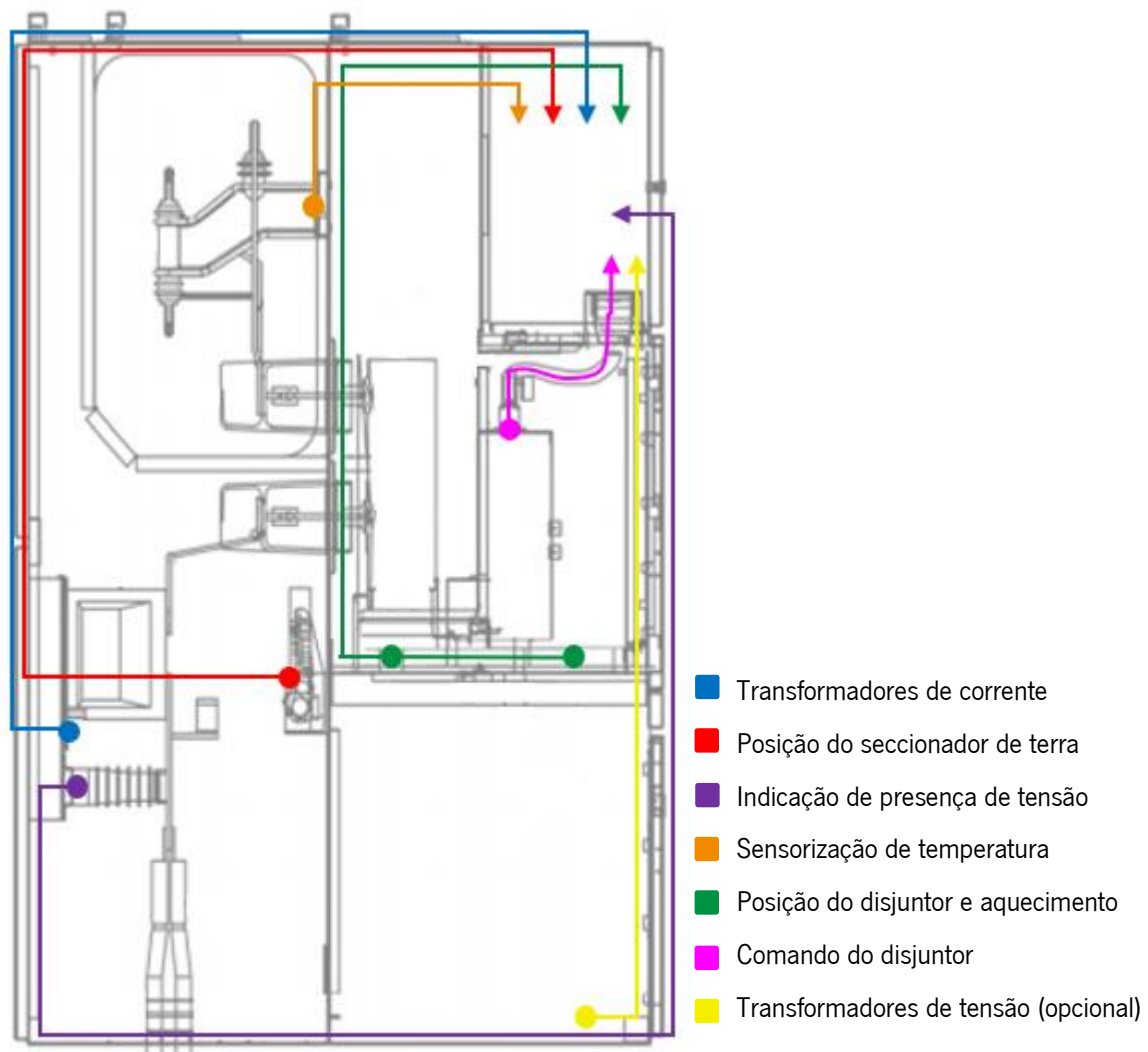 Transformadores de corrente
Posição do seccionador de terra
Indicação de presença de tensão
Sensorização de temperatura
Posição do disjuntor e aquecimento
Comando do disjuntor
Transformadores de tensão (opcional)